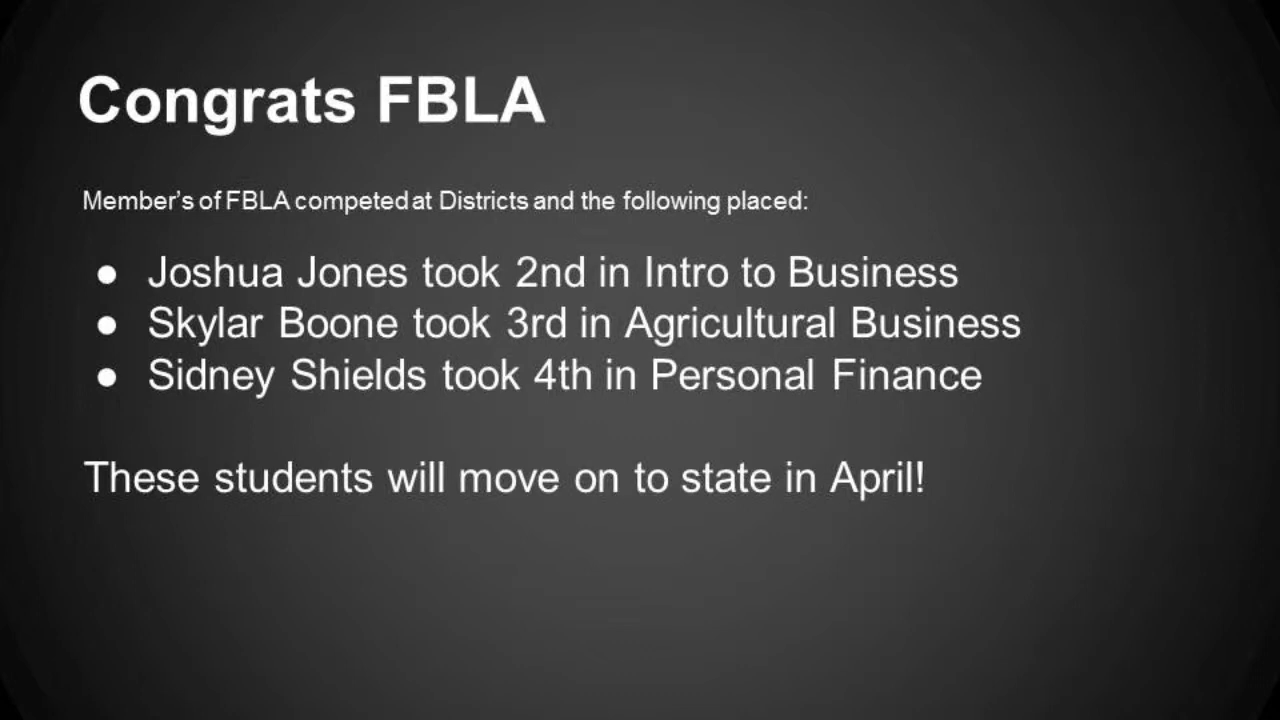 Congrats FBLA
Member's of FBLA competed at Districts and the following placed:
● Joshua Jones took 2nd in Intro to Business
● Skylar Boone took 3rd in Agricultural Business
● Sidney Shields took 4th in Personal Finance
These students will move on to state in April!